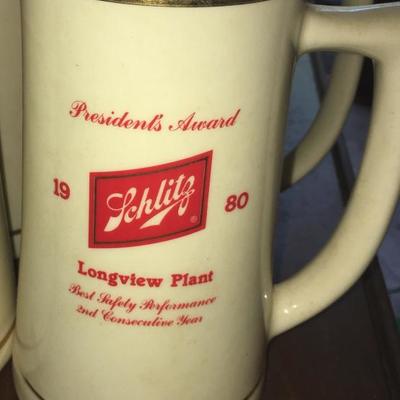 President's Award
19 Schlitz ® 80
Longview Plant
Best Safety Performance
2nd Consecutive Year